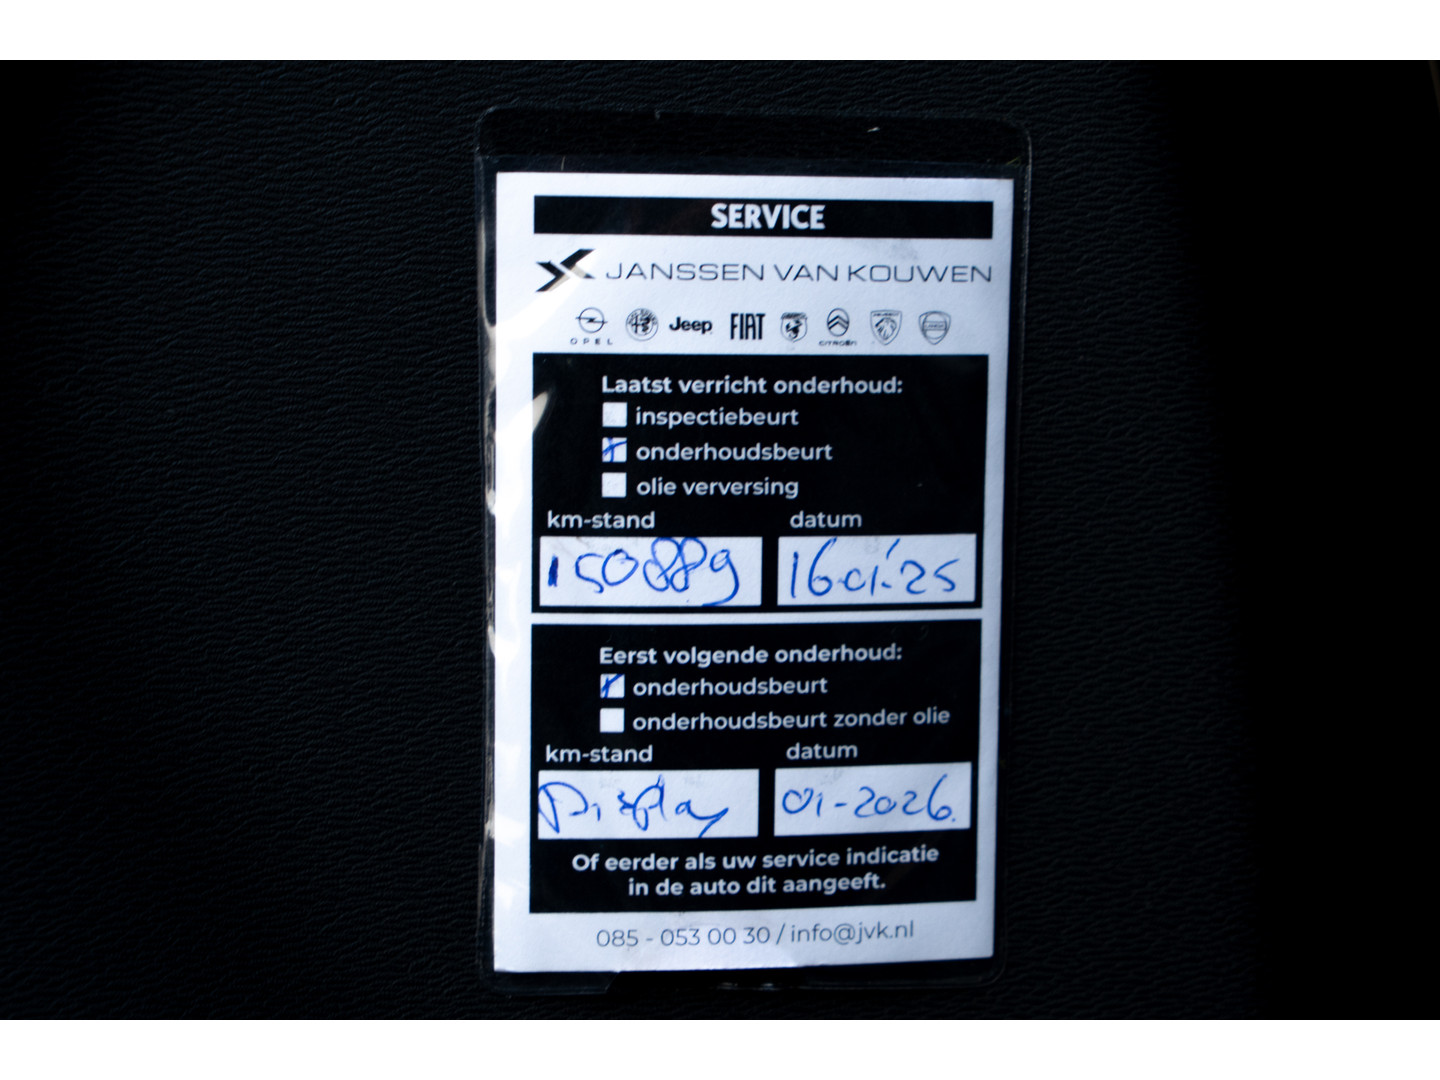 SERVICE
JANSSEN VAN KOUWEN
OPEL Jeep FIAT CITROËN
Laatst verricht onderhoud:
inspectiebeurt
onderhoudsbeurt
olie verversing
km-stand datum
150889 16-01-'25
Eerst volgende onderhoud:
onderhoudsbeurt
onderhoudsbeurt zonder olie
km-stand datum
Display 01-2026.
Of eerder als uw service indicatie
in de auto dit aangeeft.
085 - 053 00 30 / info@jvk.nl